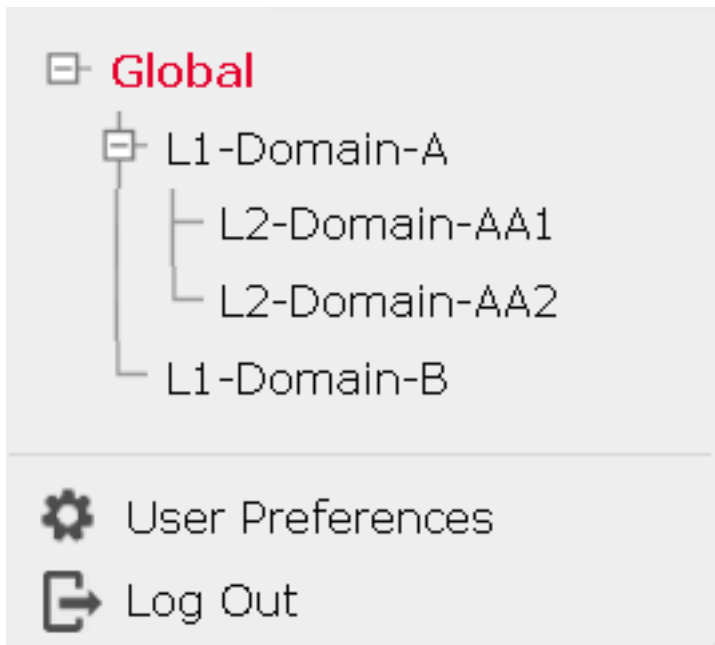 Global
L1-Domain-A
L2-Domain-AA1
L2-Domain-AA2
L1-Domain-B
User Preferences
Log Out